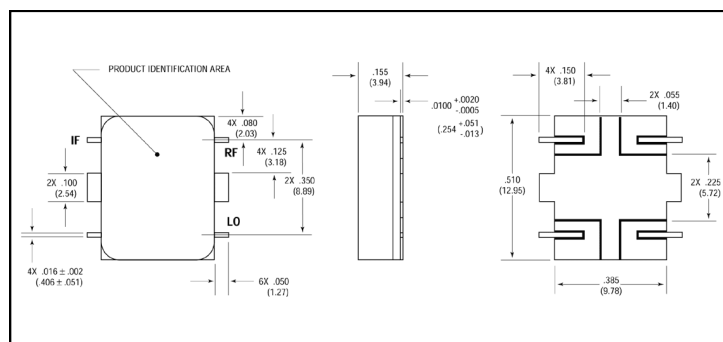 PRODUCT IDENTIFICATION AREA
IF
RF
LO
4X .080
(2.03)
4X .125
(3.18)
2X .100
(2.54)
2X .350
(8.89)
4X .016 ± .002
(.406 ± .051)
6X .050
(1.27)
.155
(3.94)
.0100 +.0020
-.0005
(.254 +.051
-.013)
4X .150
(3.81)
2X .055
(1.40)
.510
(12.95)
2X .225
(5.72)
.385
(9.78)